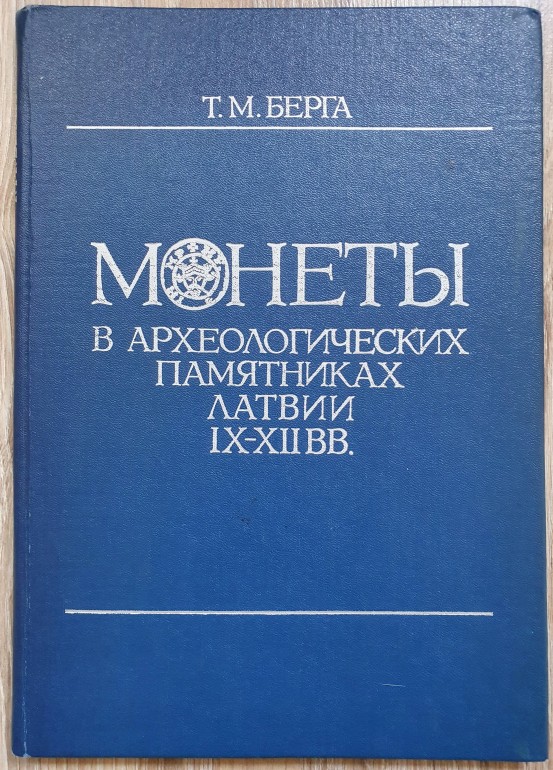 Т. М. БЕРГА
МОНЕТЫ
В АРХЕОЛОГИЧЕСКИХ
ПАМЯТНИКАХ
ЛАТВИИ
IX-XII ВВ.